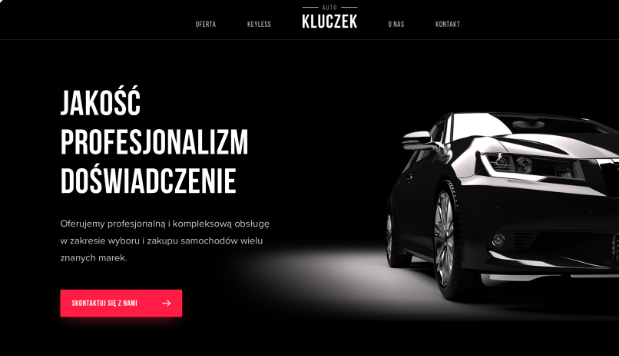 OFERTA
KEYLESS
AUTO
KLUCZEK
O NAS
KONTAKT
JAKOŚĆ
PROFESJONALIZM
DOŚWIADCZENIE
Oferujemy profesjonalną i kompleksową obsługę
w zakresie wyboru i zakupu samochodów wielu
znanych marek.
SKONTAKTUJ SIĘ Z NAMI